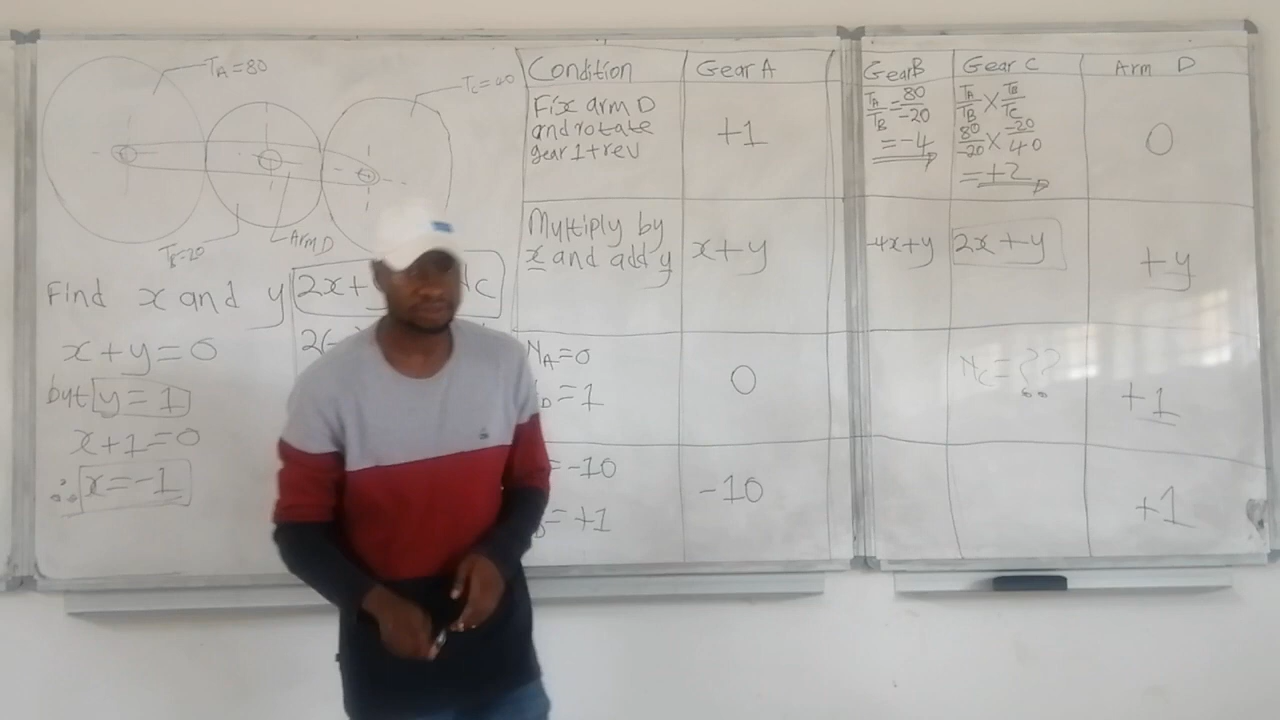 TA = 80
TC = 40
TB = 20
Arm D
Find x and y
2x +
C
x + y = 0
2(-
but y = 1
x + 1 = 0
∴ x = -1
Condition
Gear A
Gear B
Gear C
Arm D
Fix arm D
and rotate
gear 1 + rev
+1
TA/TB = 80/-20
= -4
TA/TB × TB/TC
80/-20 × -20/40
= +2
0
Multiply by
x and add y
x + y
-4x + y
2x + y
+y
NA = 0
D = 1
0
NC = ??
+1
= -10
= +1
-10
+1